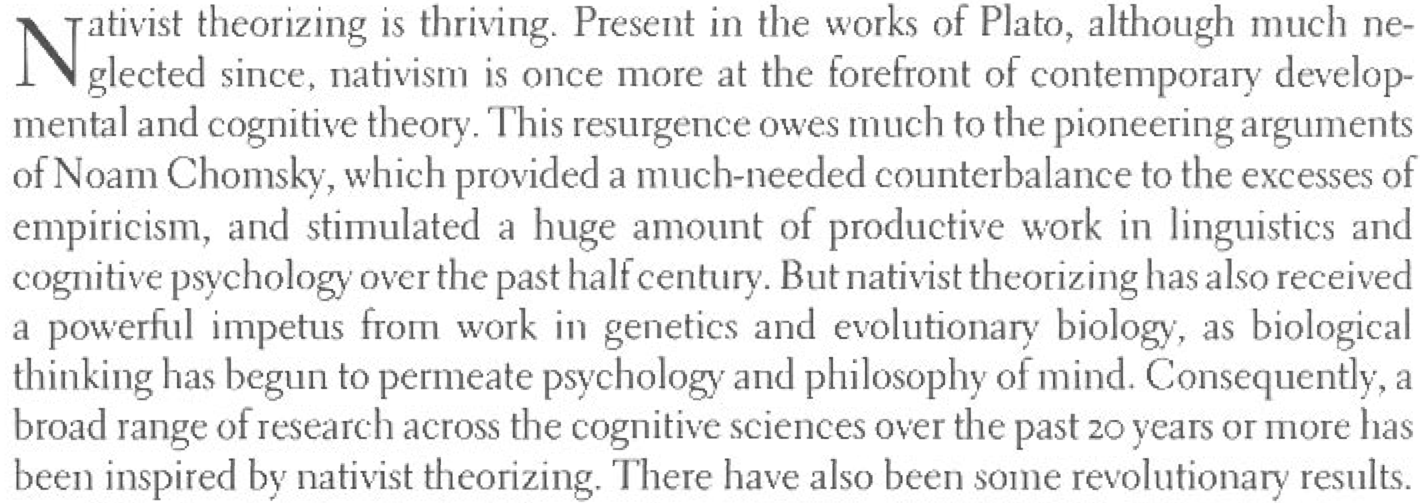 Nativist theorizing is thriving. Present in the works of Plato, although much ne-
glected since, nativism is once more at the forefront of contemporary develop-
mental and cognitive theory. This resurgence owes much to the pioneering arguments
of Noam Chomsky, which provided a much-needed counterbalance to the excesses of
empiricism, and stimulated a huge amount of productive work in linguistics and
cognitive psychology over the past half century. But nativist theorizing has also received
a powerful impetus from work in genetics and evolutionary biology, as biological
thinking has begun to permeate psychology and philosophy of mind. Consequently, a
broad range of research across the cognitive sciences over the past 20 years or more has
been inspired by nativist theorizing. There have also been some revolutionary results.